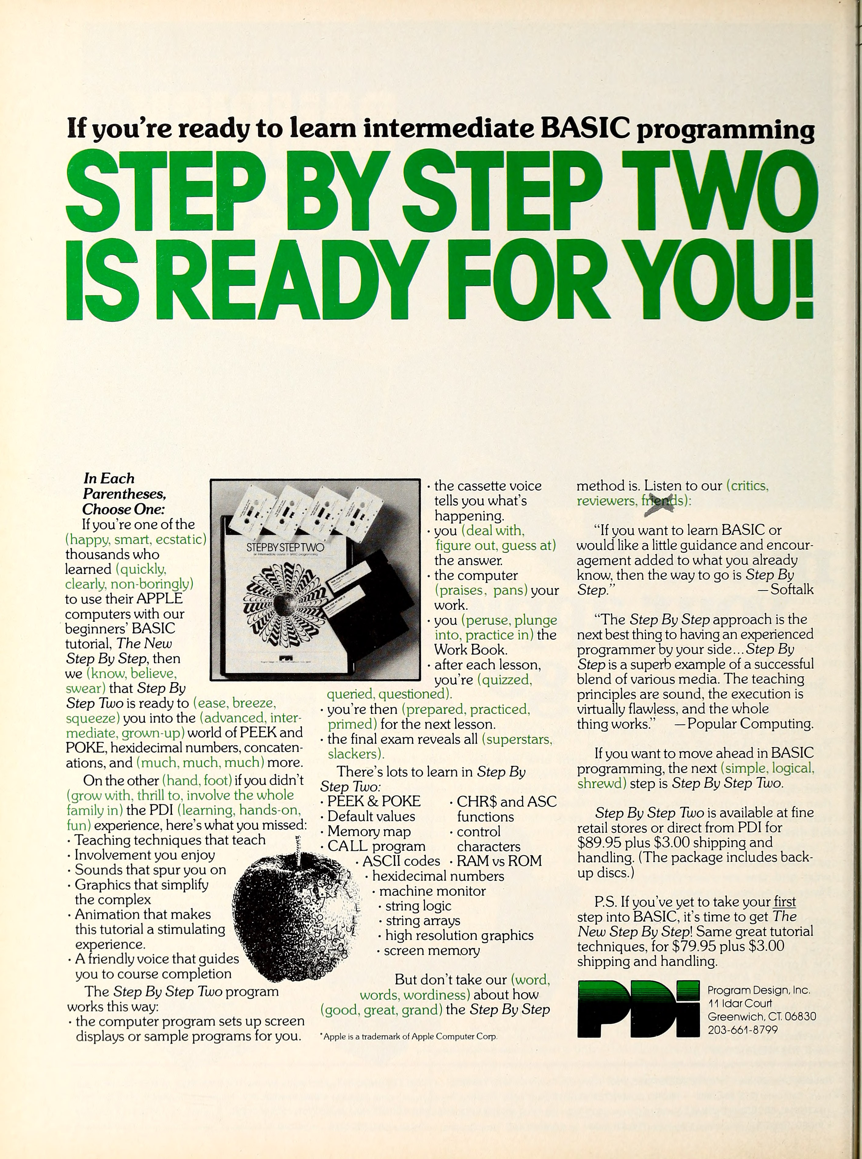 If you're ready to learn intermediate BASIC programming
STEP BY STEP TWO
IS READY FOR YOU!
In Each
Parentheses,
Choose One:
If you're one of the
(happy, smart, ecstatic)
thousands who
learned (quickly,
clearly, non-boringly)
to use their APPLE
computers with our
beginners' BASIC
tutorial, The New
Step By Step, then
we (know, believe,
swear) that Step By
Step Two is ready to (ease, breeze,
squeeze) you into the (advanced, inter-
mediate, grown-up) world of PEEK and
POKE, hexidecimal numbers, concaten-
ations, and (much, much, much) more.
On the other (hand, foot) if you didn't
(grow with, thrill to, involve the whole
family in) the PDI (learning, hands-on,
fun) experience, here's what you missed:
· Teaching techniques that teach
· Involvement you enjoy
· Sounds that spur you on
· Graphics that simplify
the complex
· Animation that makes
this tutorial a stimulating
experience.
· A friendly voice that guides
you to course completion
The Step By Step Two program
works this way:
· the computer program sets up screen
displays or sample programs for you.
STEP BY STEP TWO
· the cassette voice
tells you what's
happening.
· you (deal with,
figure out, guess at)
the answer.
· the computer
(praises, pans) your
work.
· you (peruse, plunge
into, practice in) the
Work Book.
· after each lesson,
you're (quizzed,
queried, questioned).
· you're then (prepared, practiced,
primed) for the next lesson.
· the final exam reveals all (superstars,
slackers).
There's lots to learn in Step By
Step Two:
· PEEK & POKE
· Default values
· Memory map
· CALL program
· ASCII codes
· CHR$ and ASC
functions
· control
characters
· RAM vs ROM
· hexidecimal numbers
· machine monitor
· string logic
· string arrays
· high resolution graphics
· screen memory
But don't take our (word,
words, wordiness) about how
(good, great, grand) the Step By Step
*Apple is a trademark of Apple Computer Corp.
method is. Listen to our (critics,
reviewers, friends):
"If you want to learn BASIC or
would like a little guidance and encour-
agement added to what you already
know, then the way to go is Step By
Step." —Softalk
"The Step By Step approach is the
next best thing to having an experienced
programmer by your side...Step By
Step is a superb example of a successful
blend of various media. The teaching
principles are sound, the execution is
virtually flawless, and the whole
thing works." —Popular Computing.
If you want to move ahead in BASIC
programming, the next (simple, logical,
shrewd) step is Step By Step Two.
Step By Step Two is available at fine
retail stores or direct from PDI for
$89.95 plus $3.00 shipping and
handling. (The package includes back-
up discs.)
P.S. If you've yet to take your first
step into BASIC, it's time to get The
New Step By Step! Same great tutorial
techniques, for $79.95 plus $3.00
shipping and handling.
PDi
Program Design, Inc.
11 Idar Court
Greenwich, CT. 06830
203-661-8799